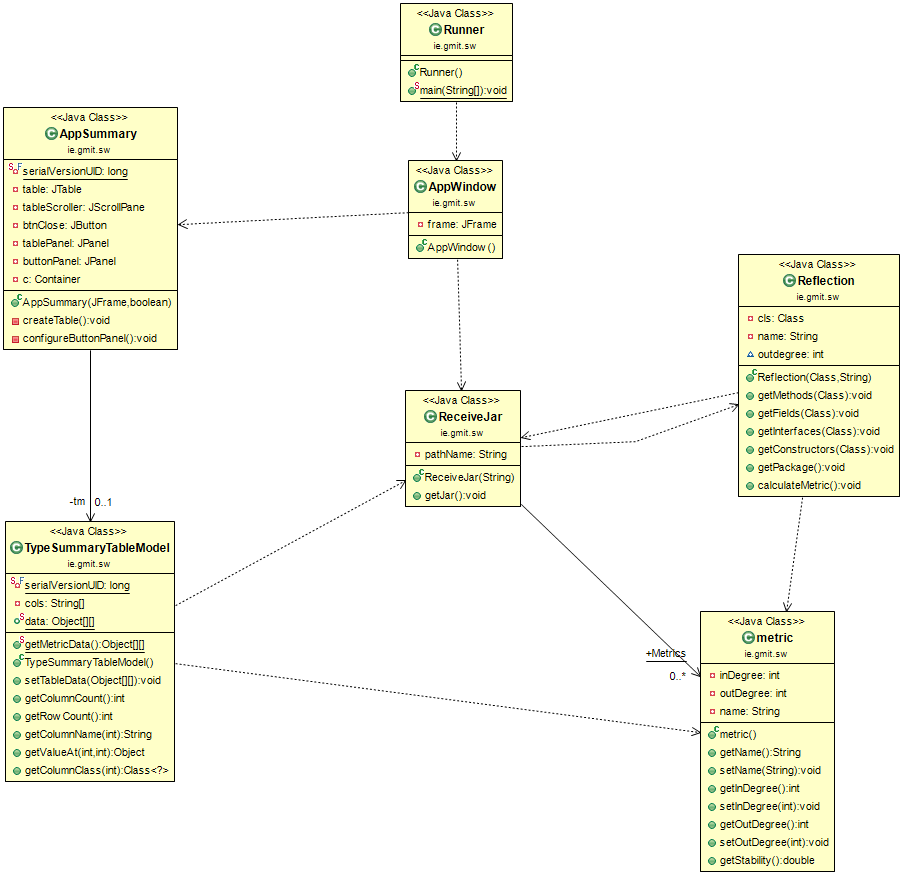 <<Java Class>>
Runner
ie.gmit.sw
Runner()
main(String[]):void
<<Java Class>>
AppSummary
ie.gmit.sw
serialVersionUID: long
table: JTable
tableScroller: JScrollPane
btnClose: JButton
tablePanel: JPanel
buttonPanel: JPanel
c: Container
AppSummary(JFrame,boolean)
createTable():void
configureButtonPanel():void
<<Java Class>>
AppWindow
ie.gmit.sw
frame: JFrame
AppWindow()
<<Java Class>>
Reflection
ie.gmit.sw
cls: Class
name: String
outdegree: int
Reflection(Class,String)
getMethods(Class):void
getFields(Class):void
getInterfaces(Class):void
getConstructors(Class):void
getPackage():void
calculateMetric():void
<<Java Class>>
ReceiveJar
ie.gmit.sw
pathName: String
ReceiveJar(String)
getJar():void
-tm 0..1
<<Java Class>>
TypeSummaryTableModel
ie.gmit.sw
serialVersionUID: long
cols: String[]
data: Object[][]
getMetricData():Object[][]
TypeSummaryTableModel()
setTableData(Object[][]):void
getColumnCount():int
getRowCount():int
getColumnName(int):String
getValueAt(int,int):Object
getColumnClass(int):Class<?>
+Metrics
0..*
<<Java Class>>
metric
ie.gmit.sw
inDegree: int
outDegree: int
name: String
metric()
getName():String
setName(String):void
getInDegree():int
setInDegree(int):void
getOutDegree():int
setOutDegree(int):void
getStability():double